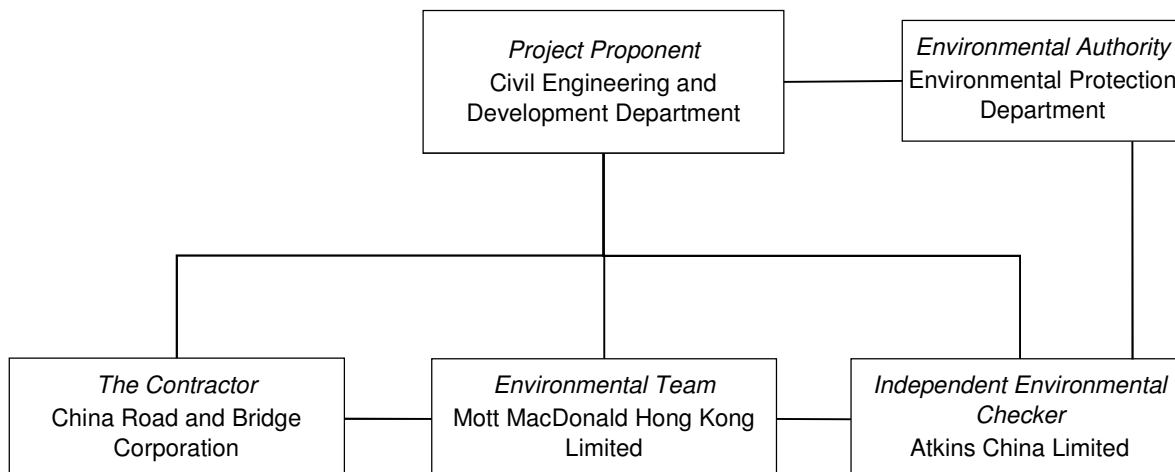 Project Proponent
Civil Engineering and
Development Department
Environmental Authority
Environmental Protection
Department
The Contractor
China Road and Bridge
Corporation
Environmental Team
Mott MacDonald Hong Kong
Limited
Independent Environmental
Checker
Atkins China Limited